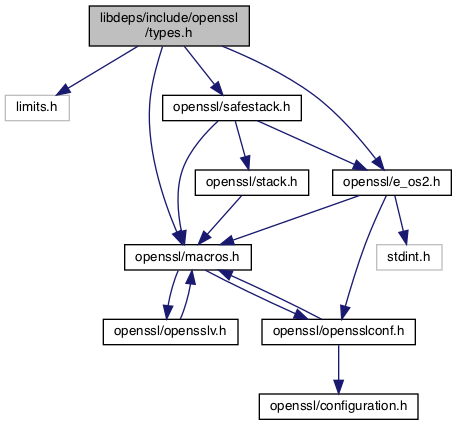 libdeps/include/openssl
/types.h
limits.h
openssl/safestack.h
openssl/stack.h
openssl/e_os2.h
openssl/macros.h
stdint.h
openssl/opensslv.h
openssl/opensslconf.h
openssl/configuration.h